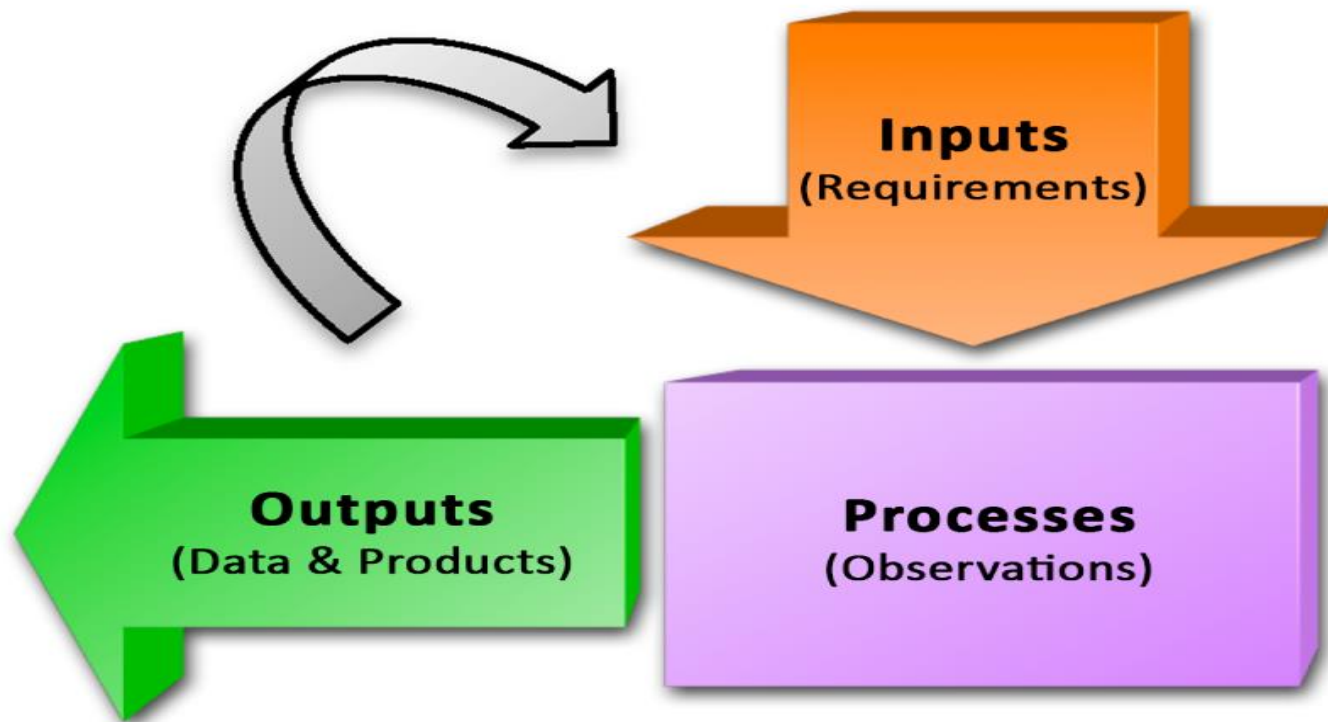 Inputs
(Requirements)
Outputs
(Data & Products)
Processes
(Observations)